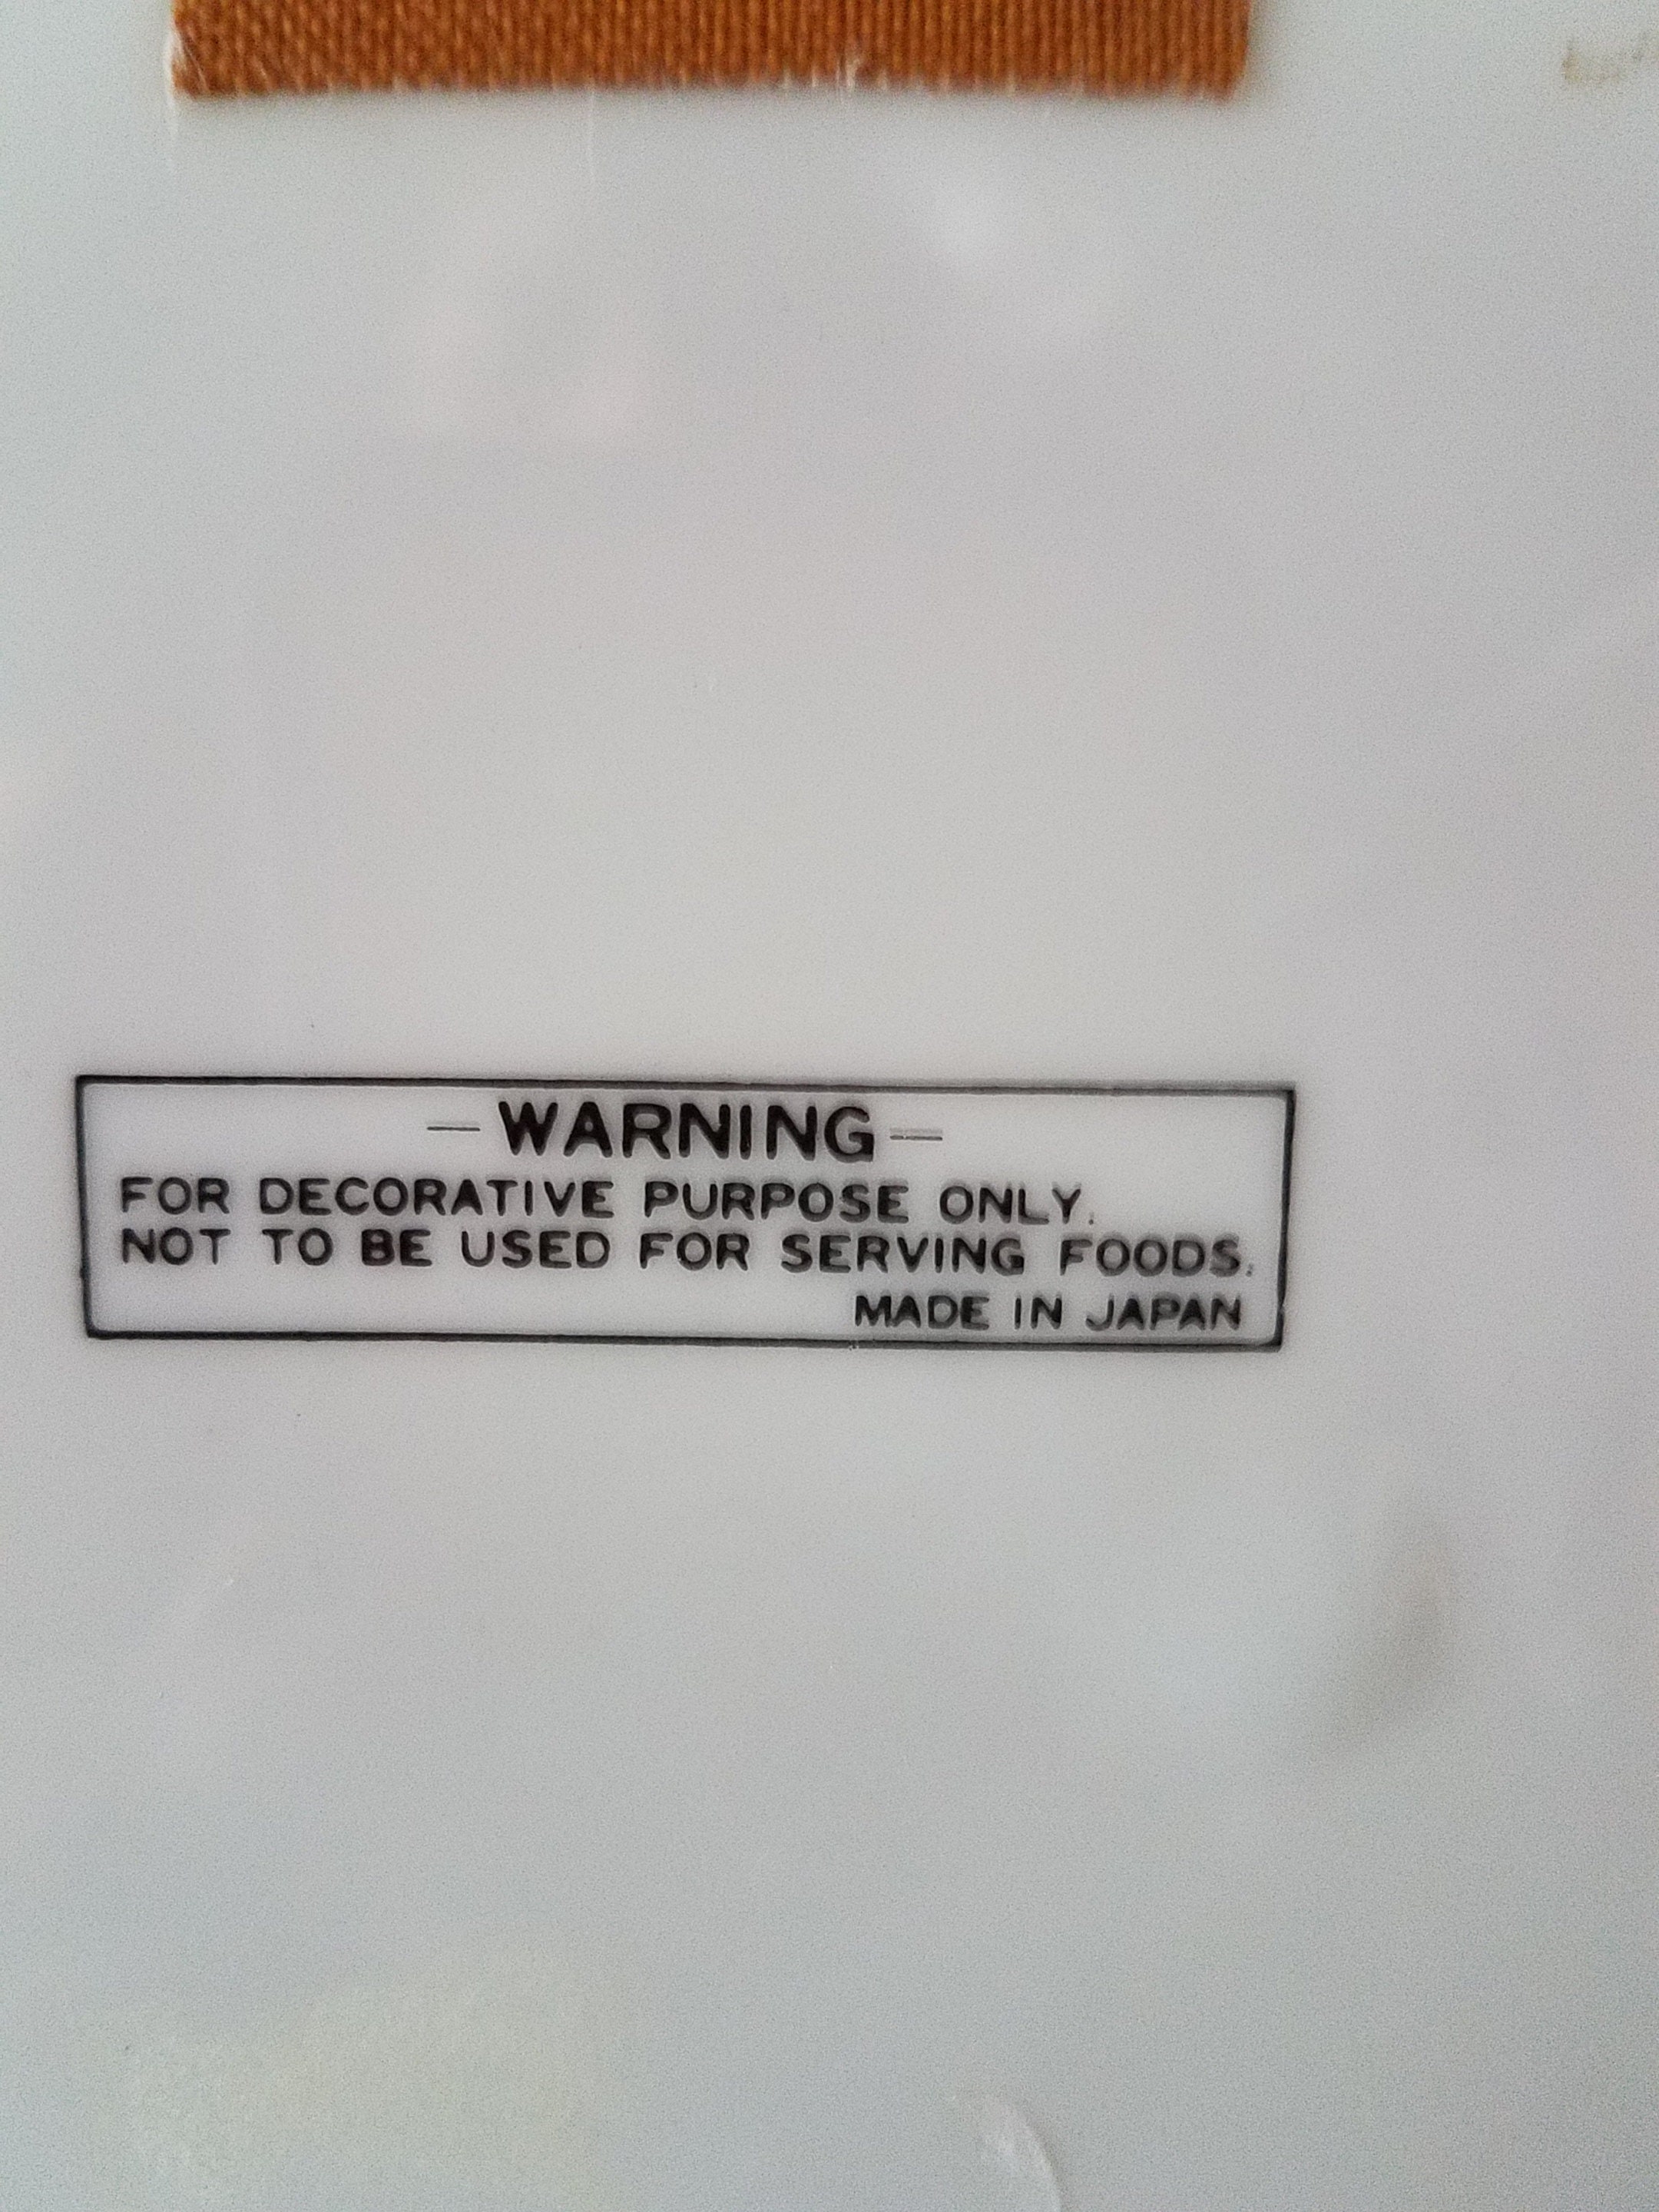 —WARNING—
FOR DECORATIVE PURPOSE ONLY.
NOT TO BE USED FOR SERVING FOODS.
MADE IN JAPAN